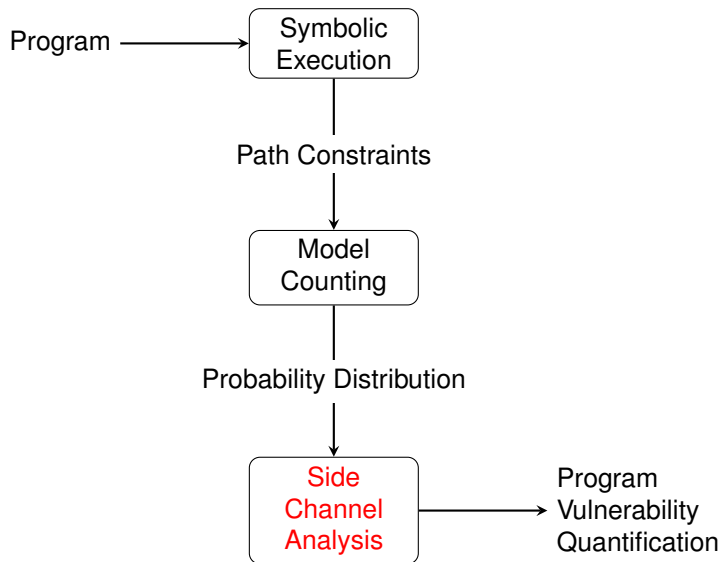 Program
Symbolic
Execution
Path Constraints
Model
Counting
Probability Distribution
Side
Channel
Analysis
Program
Vulnerability
Quantification